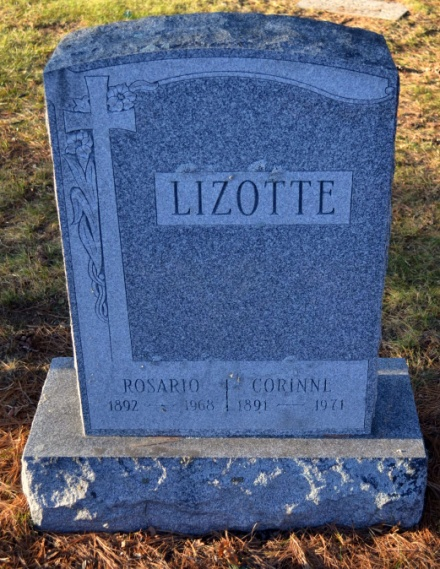 LIZOTTE
ROSARIO | CORINNE
1892 — 1968 | 1891 — 1971